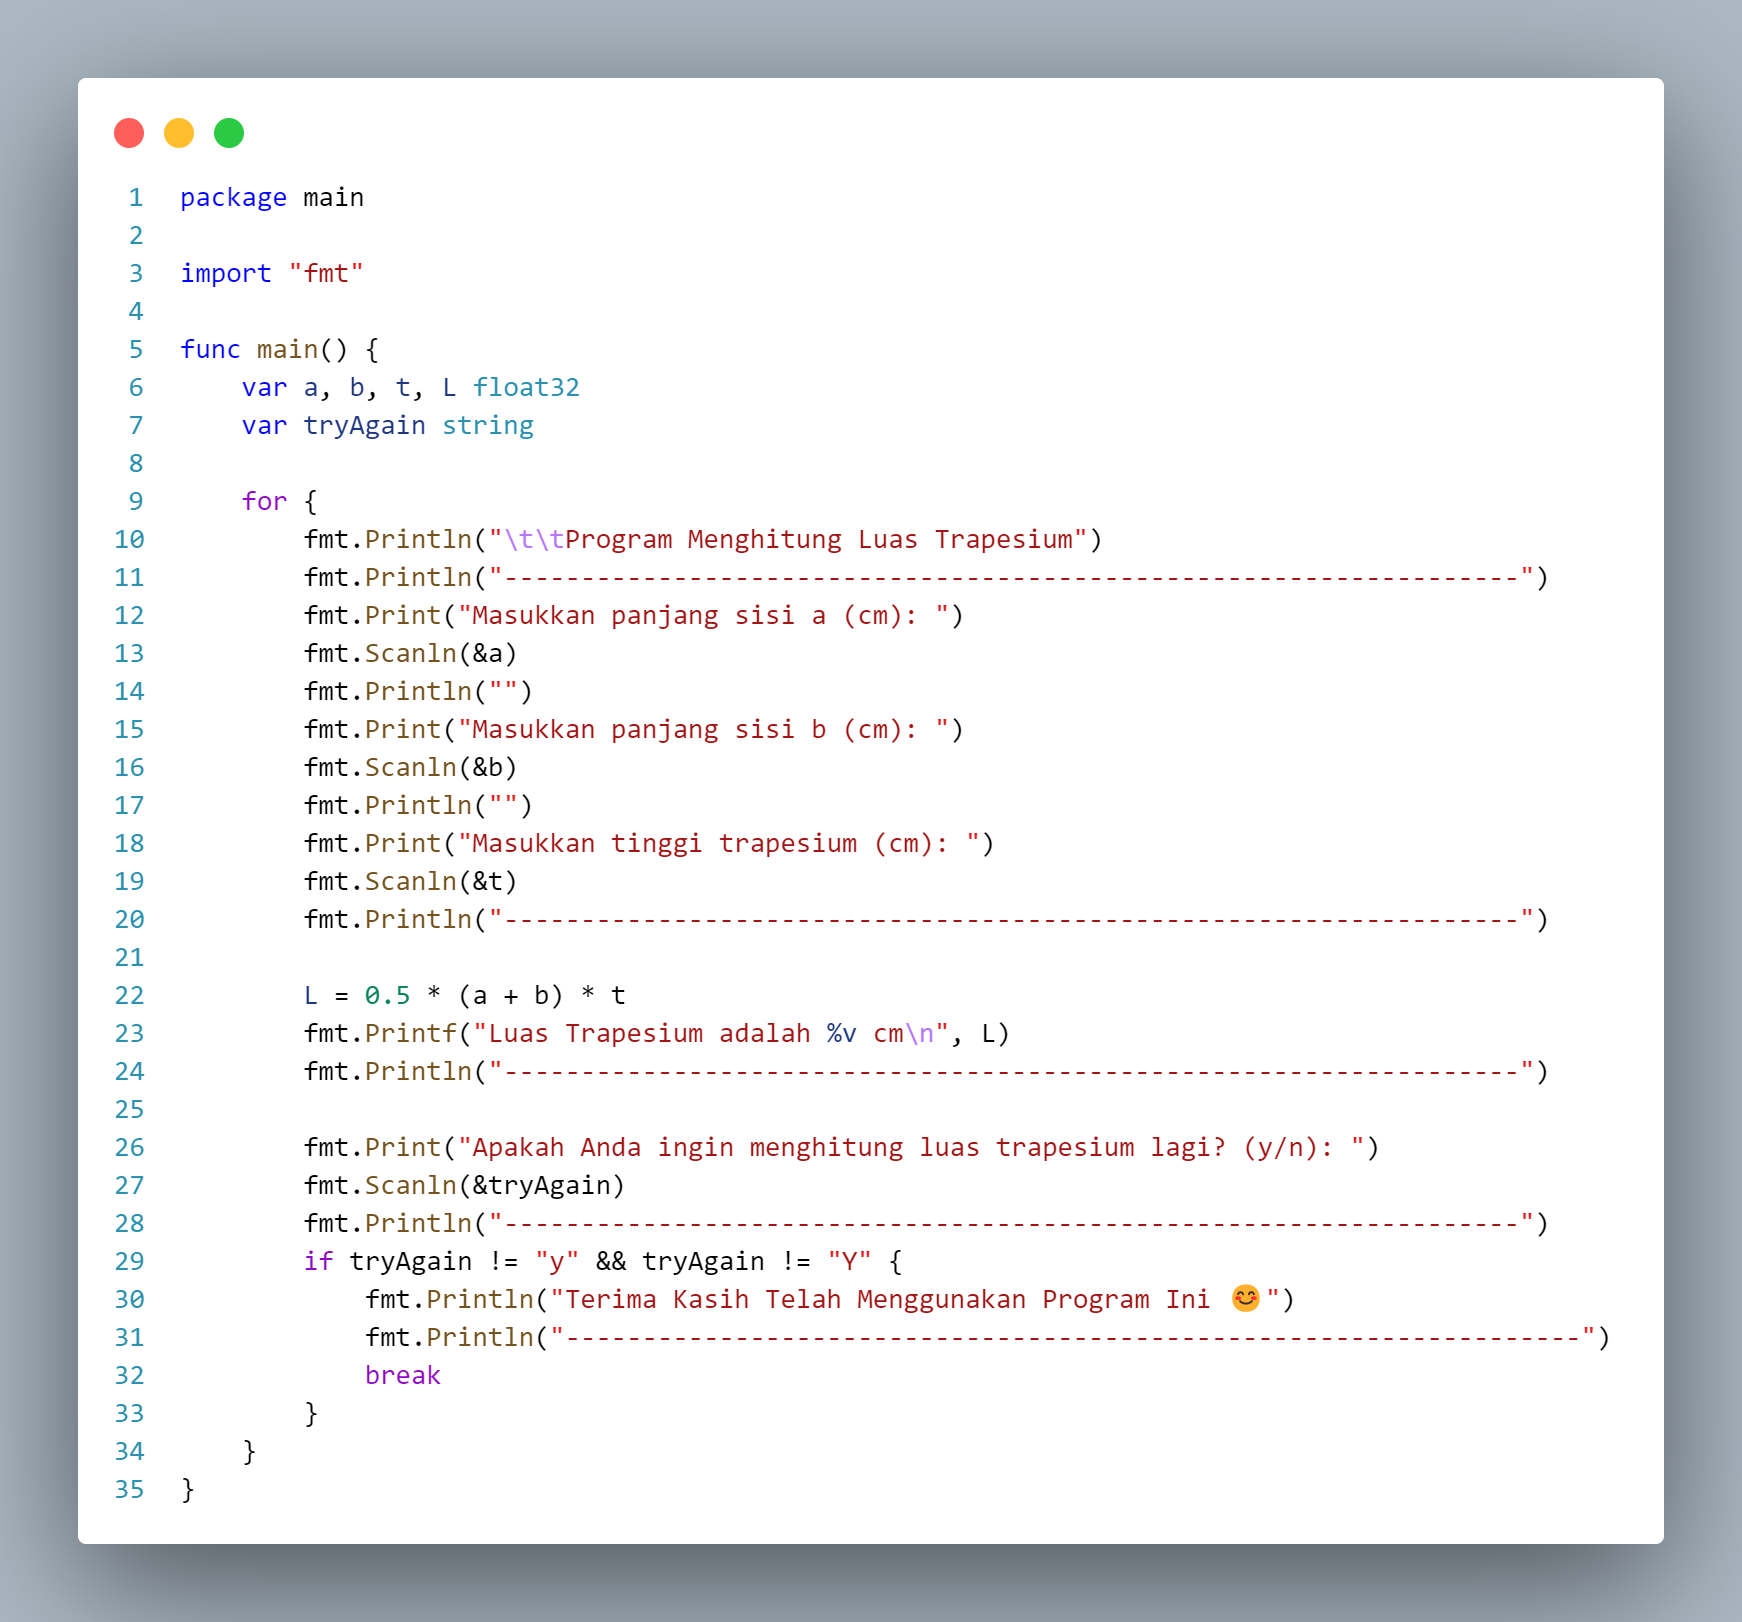 1 package main
2
3 import "fmt"
4
5 func main() {
6     var a, b, t, L float32
7     var tryAgain string
8
9     for {
10         fmt.Println("\t\tProgram Menghitung Luas Trapesium")
11         fmt.Println("------------------------------------------------------------------")
12         fmt.Print("Masukkan panjang sisi a (cm): ")
13         fmt.Scanln(&a)
14         fmt.Println("")
15         fmt.Print("Masukkan panjang sisi b (cm): ")
16         fmt.Scanln(&b)
17         fmt.Println("")
18         fmt.Print("Masukkan tinggi trapesium (cm): ")
19         fmt.Scanln(&t)
20         fmt.Println("------------------------------------------------------------------")
21
22         L = 0.5 * (a + b) * t
23         fmt.Printf("Luas Trapesium adalah %v cm\n", L)
24         fmt.Println("------------------------------------------------------------------")
25
26         fmt.Print("Apakah Anda ingin menghitung luas trapesium lagi? (y/n): ")
27         fmt.Scanln(&tryAgain)
28         fmt.Println("------------------------------------------------------------------")
29         if tryAgain != "y" && tryAgain != "Y" {
30             fmt.Println("Terima Kasih Telah Menggunakan Program Ini 😊")
31             fmt.Println("------------------------------------------------------------------")
32             break
33         }
34     }
35 }